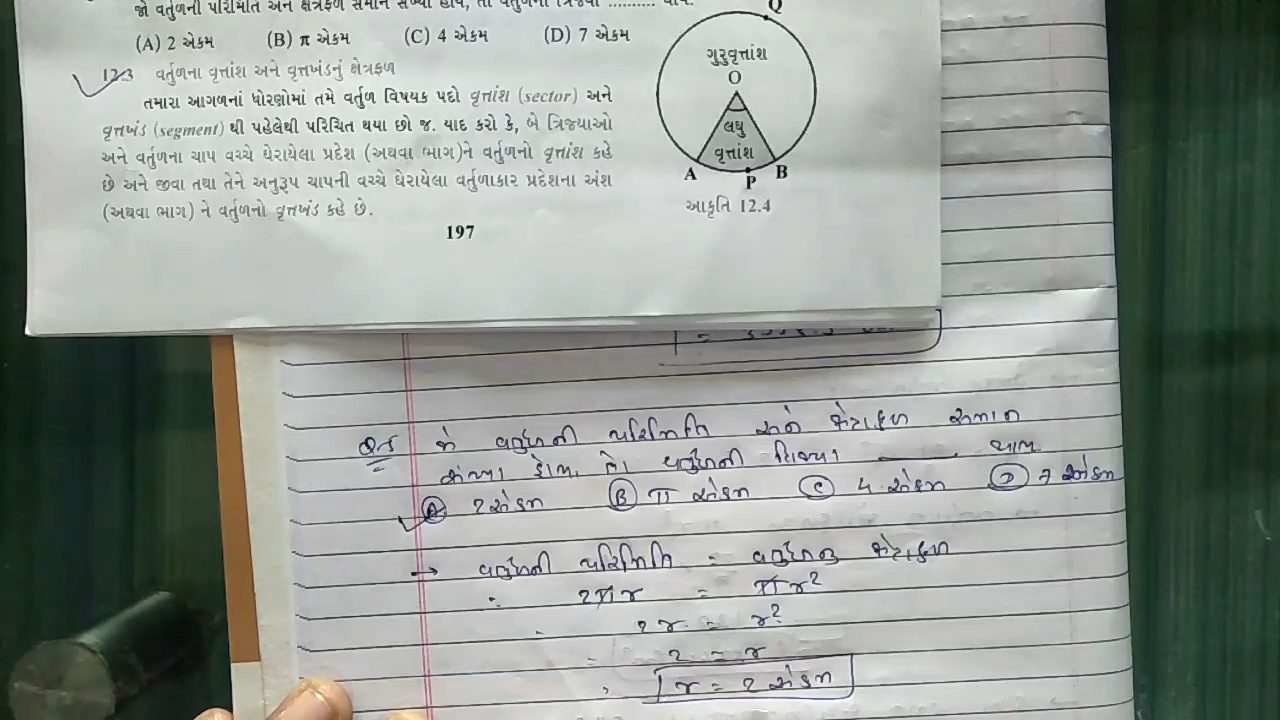 જો વર્તુળની પરિમિતિ અને ક્ષેત્રફળ સમાન સંખ્યા હોય, તો વર્તુળની ત્રિજ્યા .......... થાય.
(A) 2 એકમ (B) π એકમ (C) 4 એકમ (D) 7 એકમ
12.3 વર્તુળના વૃત્તાંશ અને વૃત્તખંડનું ક્ષેત્રફળ
તમારા આગળનાં ધોરણોમાં તમે વર્તુળ વિષયક પદો વૃત્તાંશ (sector) અને
વૃત્તખંડ (segment) થી પહેલેથી પરિચિત થયા છો જ. યાદ કરો કે, બે ત્રિજ્યાઓ
અને વર્તુળના ચાપ વચ્ચે ઘેરાયેલા પ્રદેશ (અથવા ભાગ)ને વર્તુળનો વૃત્તાંશ કહે
છે અને જીવા તથા તેને અનુરૂપ ચાપની વચ્ચે ઘેરાયેલા વર્તુળાકાર પ્રદેશના અંશ
(અથવા ભાગ) ને વર્તુળનો વૃત્તખંડ કહે છે.
197
Q
ગુરુવૃત્તાંશ
O
લઘુ
વૃત્તાંશ
A P B
આકૃતિ 12.4
જો વર્તુળની પરિમિતિ અને ક્ષેત્રફળ સમાન
સંખ્યા હોય, તો વર્તુળની ત્રિજ્યા ______ થાય
(A) 2 એકમ (B) π એકમ (C) 4 એકમ (D) 7 એકમ
→ વર્તુળની પરિમિતિ = વર્તુળનું ક્ષેત્રફળ
∴ 2πr = πr²
2r = r²
2 = r
r = 2 એકમ